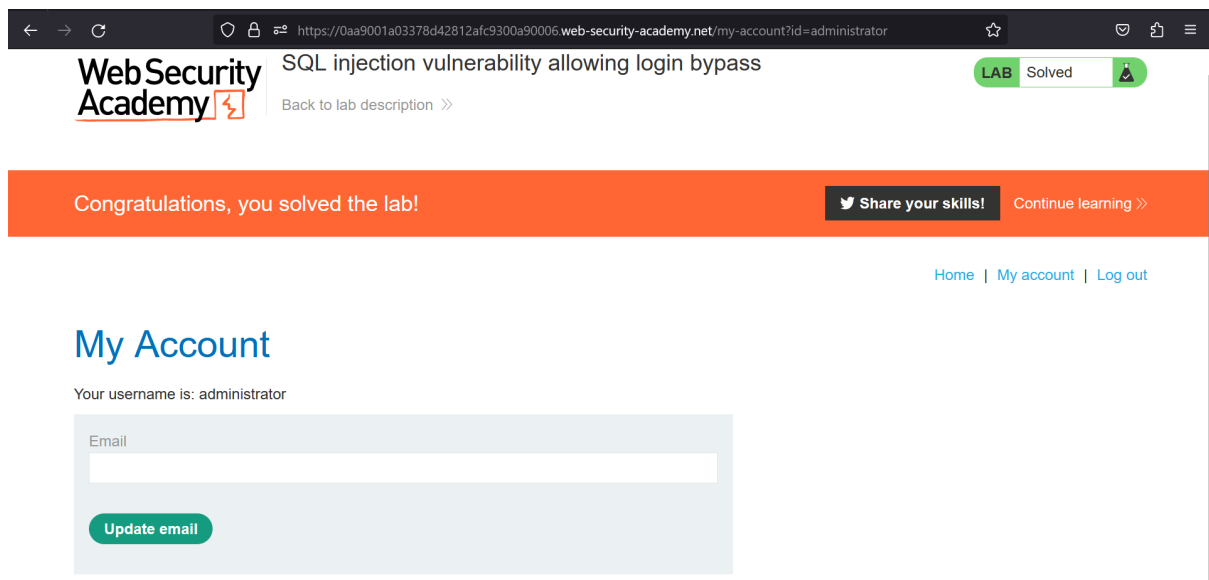 https://0aa9001a03378d42812afc9300a90006.web-security-academy.net/my-account?id=administrator
Web Security
Academy
SQL injection vulnerability allowing login bypass
Back to lab description
LAB Solved
Congratulations, you solved the lab!
Share your skills! Continue learning
Home | My account | Log out
My Account
Your username is: administrator
Email
Update email